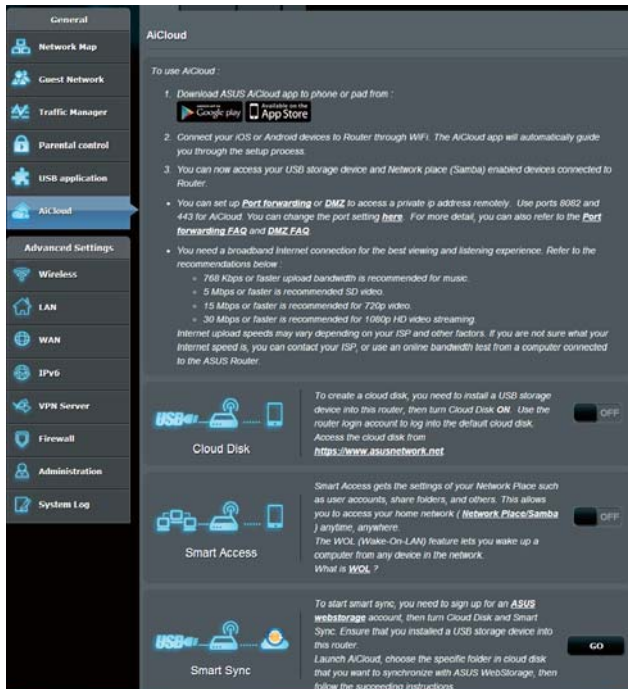 General
Network Map
Guest Network
Traffic Manager
Parental control
USB application
AiCloud
Advanced Settings
Wireless
LAN
WAN
IPv6
VPN Server
Firewall
Administration
System Log
AiCloud
To use AiCloud :
1. Download ASUS AiCloud app to phone or pad from :
Google play
Available on the
App Store
2. Connect your iOS or Android devices to Router through WiFi. The AiCloud app will automatically guide
you through the setup process.
3. You can now access your USB storage device and Network place (Samba) enabled devices connected to
Router.
• You can set up Port forwarding or DMZ to access a private ip address remotely. Use ports 8082 and
443 for AiCloud. You can change the port setting here. For more detail, you can also refer to the Port
forwarding FAQ and DMZ FAQ.
• You need a broadband Internet connection for the best viewing and listening experience. Refer to the
recommendations below :
768 Kbps or faster upload bandwidth is recommended for music.
5 Mbps or faster is recommended SD video.
15 Mbps or faster is recommended for 720p video.
30 Mbps or faster is recommended for 1080p HD video streaming.
Internet upload speeds may vary depending on your ISP and other factors. If you are not sure what your
Internet speed is, you can contact your ISP, or use an online bandwidth test from a computer connected
to the ASUS Router.
USB
Cloud Disk
To create a cloud disk, you need to install a USB storage
device into this router, then turn Cloud Disk ON. Use the
router login account to log into the default cloud disk.
Access the cloud disk from
https://www.asusnetwork.net.
OFF
Smart Access
Smart Access gets the settings of your Network Place such
as user accounts, share folders, and others. This allows
you to access your home network ( Network Place/Samba
) anytime, anywhere.
The WOL (Wake-On-LAN) feature lets you wake up a
computer from any device in the network.
What is WOL ?
OFF
USB
Smart Sync
To start smart sync, you need to sign up for an ASUS
webstorage account, then turn Cloud Disk and Smart
Sync. Ensure that you installed a USB storage device into
this router.
Launch AiCloud, choose the specific folder in cloud disk
that you want to synchronize with ASUS WebStorage, then
follow the succeeding instructions.
GO